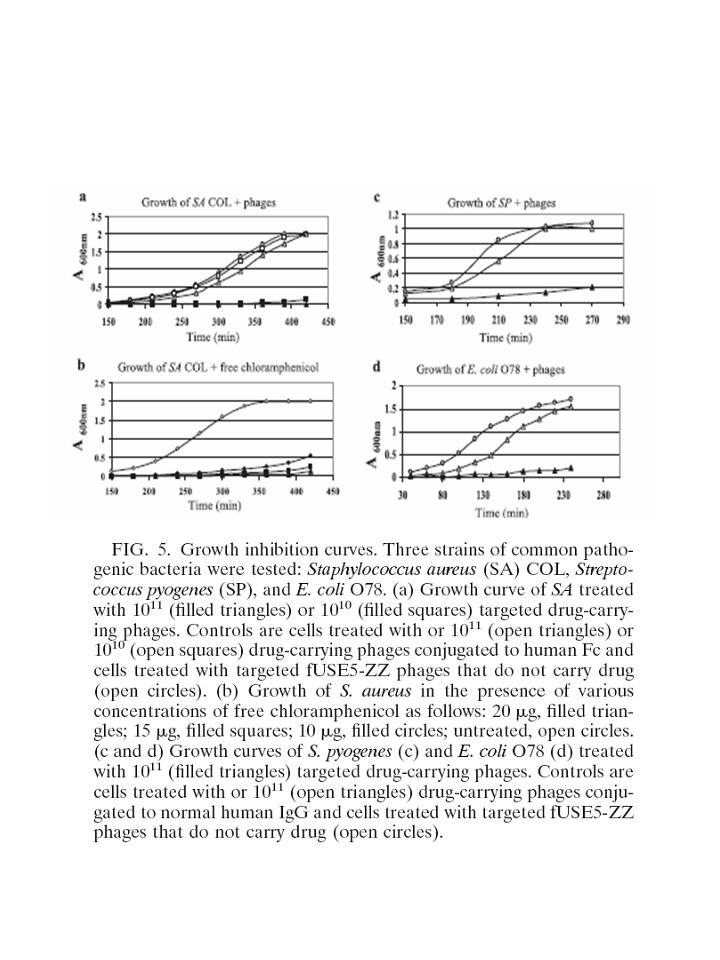 a
Growth of SA COL + phages
2.5
2
1.5
1
0.5
0
A 600nm
150 200 250 300 350 400 450
Time (min)
c
Growth of SP + phages
1.2
1
0.8
0.6
0.4
0.2
0
A 600nm
150 170 190 210 230 250 270 290
Time (min)
b
Growth of SA COL + free chloramphenicol
2.5
2
1.5
1
0.5
0
A 600nm
150 200 250 300 350 400 450
Time (min)
d
Growth of E. coli O78 + phages
2
1.5
1
0.5
0
A 600nm
30 80 130 180 230 280
Time (min)
FIG. 5. Growth inhibition curves. Three strains of common patho-
genic bacteria were tested: Staphylococcus aureus (SA) COL, Strepto-
coccus pyogenes (SP), and E. coli O78. (a) Growth curve of SA treated
with 10¹¹ (filled triangles) or 10¹⁰ (filled squares) targeted drug-carry-
ing phages. Controls are cells treated with or 10¹¹ (open triangles) or
10¹⁰ (open squares) drug-carrying phages conjugated to human Fc and
cells treated with targeted fUSE5-ZZ phages that do not carry drug
(open circles). (b) Growth of S. aureus in the presence of various
concentrations of free chloramphenicol as follows: 20 μg, filled trian-
gles; 15 μg, filled squares; 10 μg, filled circles; untreated, open circles.
(c and d) Growth curves of S. pyogenes (c) and E. coli O78 (d) treated
with 10¹¹ (filled triangles) targeted drug-carrying phages. Controls are
cells treated with or 10¹¹ (open triangles) drug-carrying phages conju-
gated to normal human IgG and cells treated with targeted fUSE5-ZZ
phages that do not carry drug (open circles).